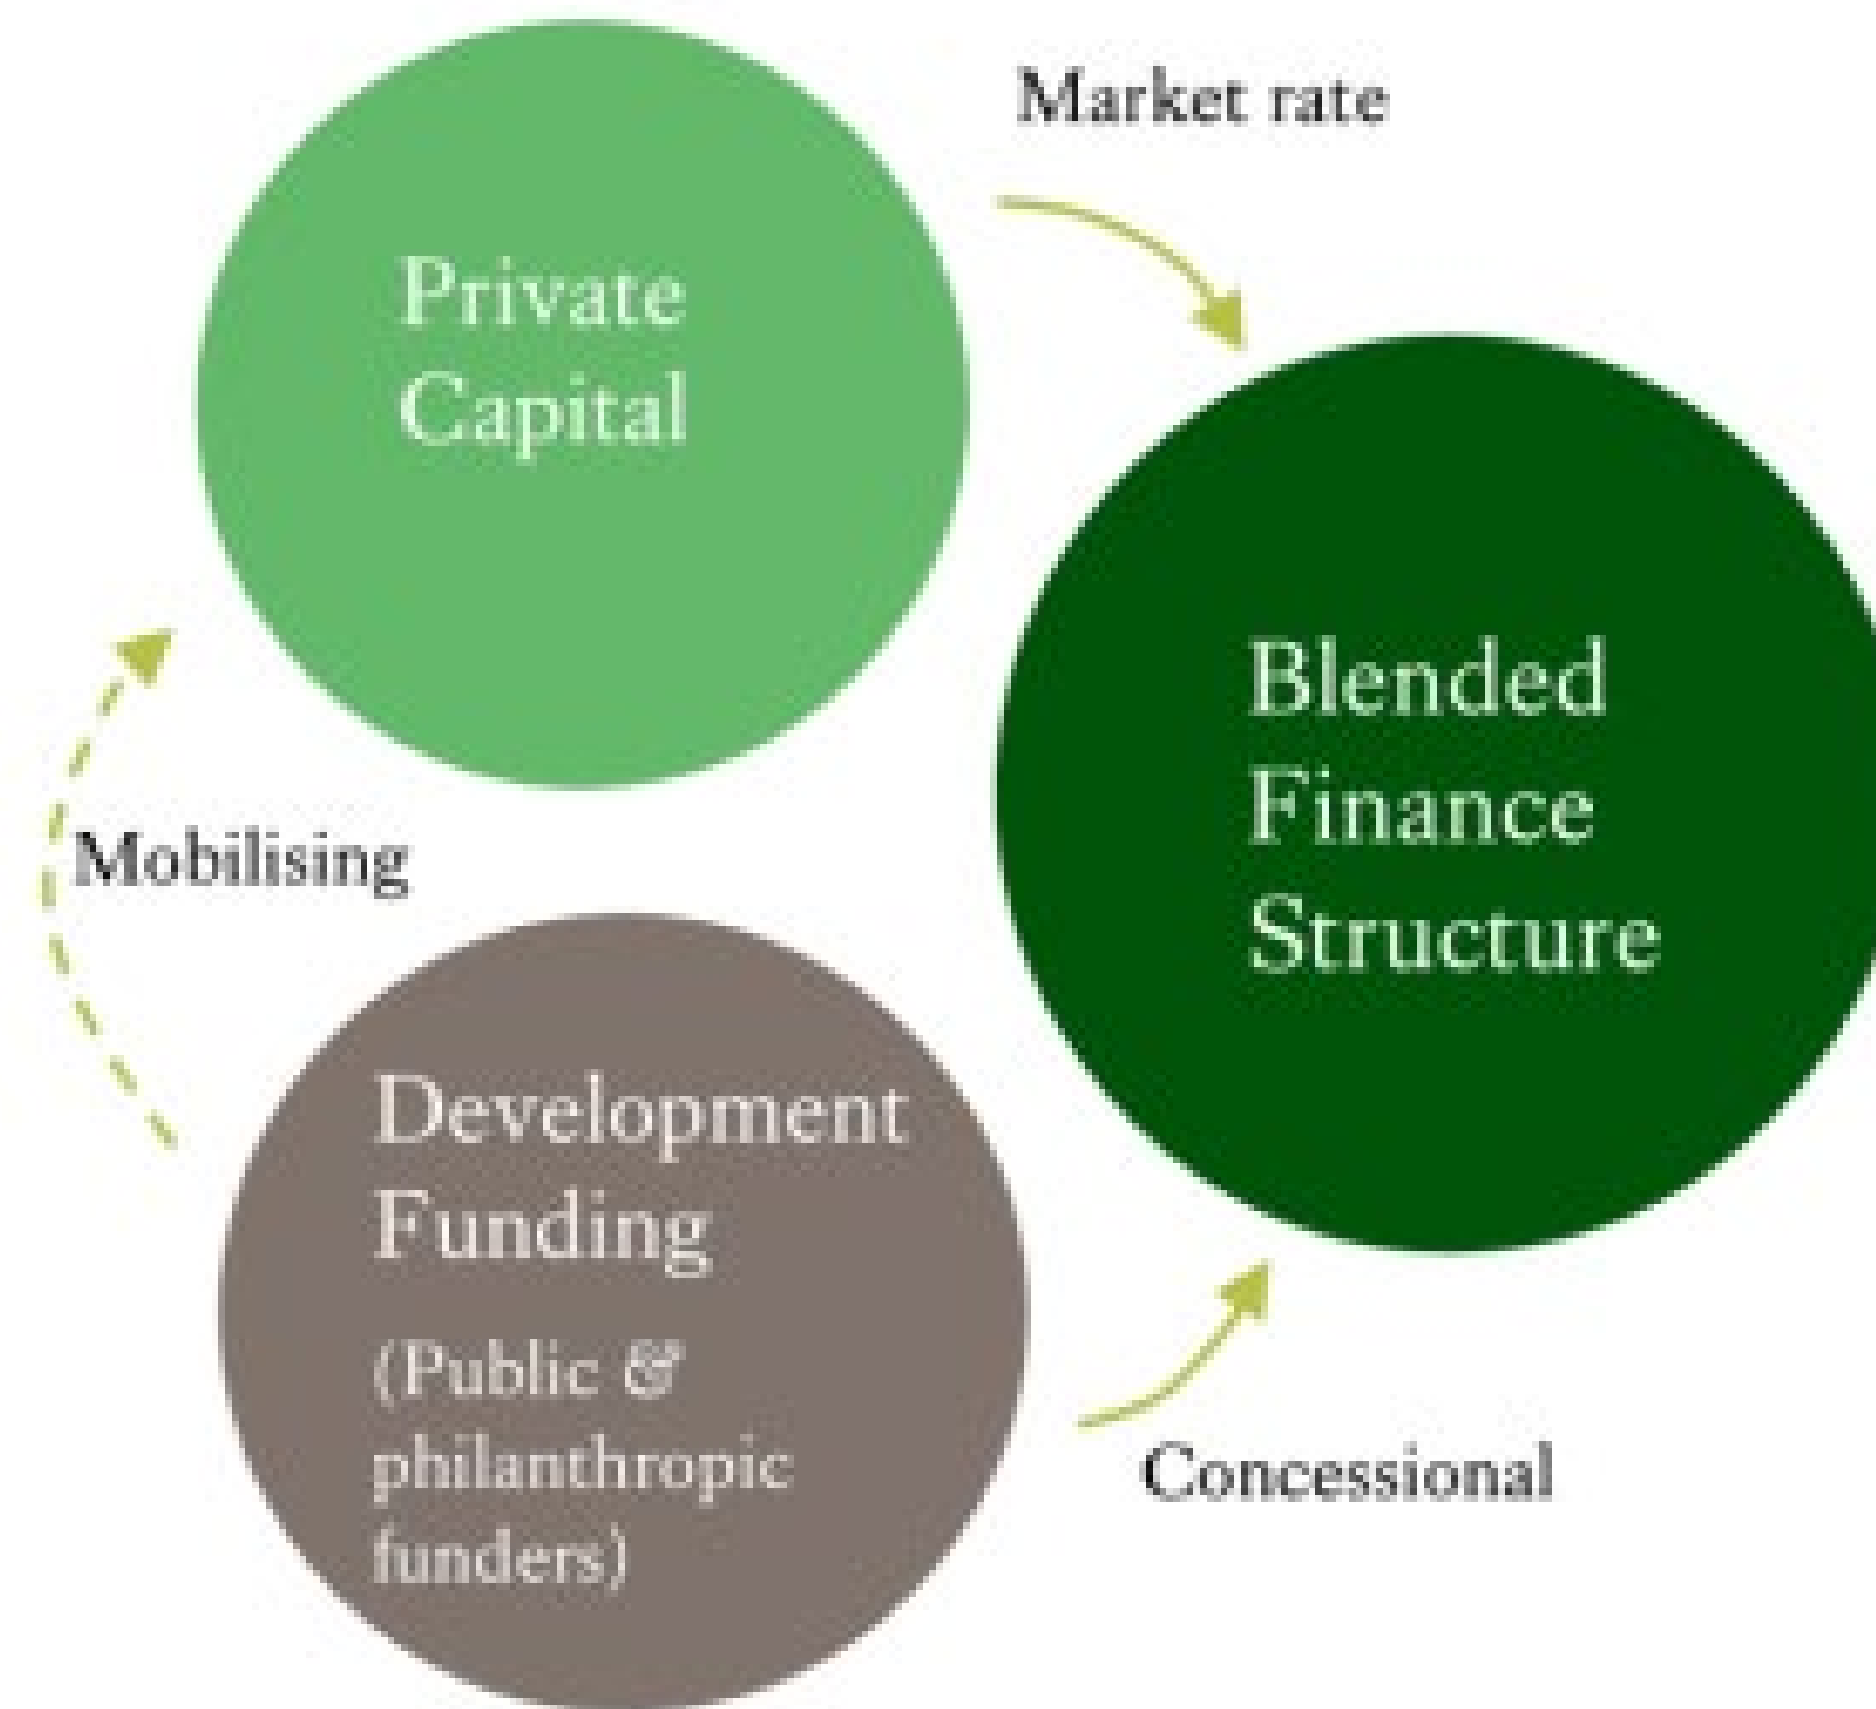 Market rate
Private
Capital
Blended
Finance
Structure
Mobilising
Development
Funding
(Public &
philanthropic
funders)
Concessional